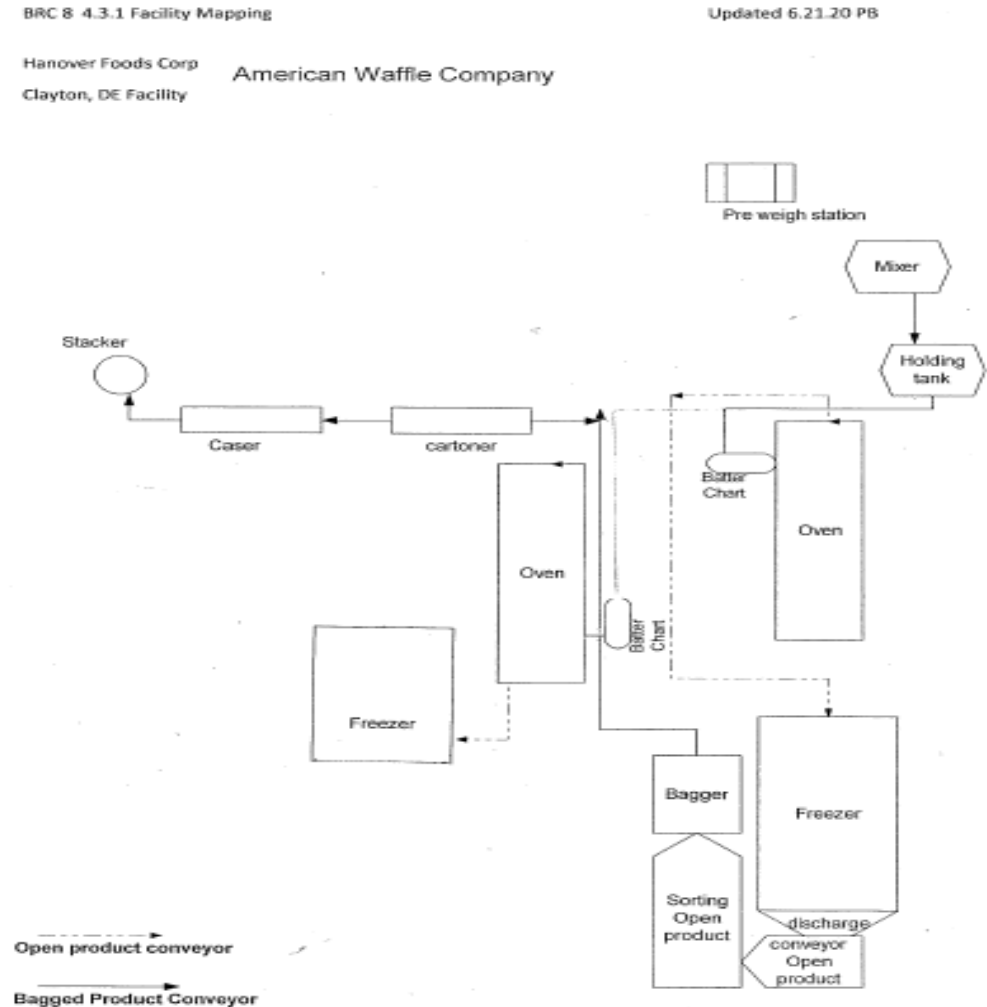 BRC 8 4.3.1 Facility Mapping
Updated 6.21.20 PB
Hanover Foods Corp
American Waffle Company
Clayton, DE Facility
Pre weigh station
Mixer
Stacker
Holding
tank
Caser
cartoner
Batter
Chart
Oven
Oven
Batter
Chart
Freezer
Bagger
Freezer
Sorting
Open
product
discharge
conveyor
Open
product
Open product conveyor
Bagged Product Conveyor